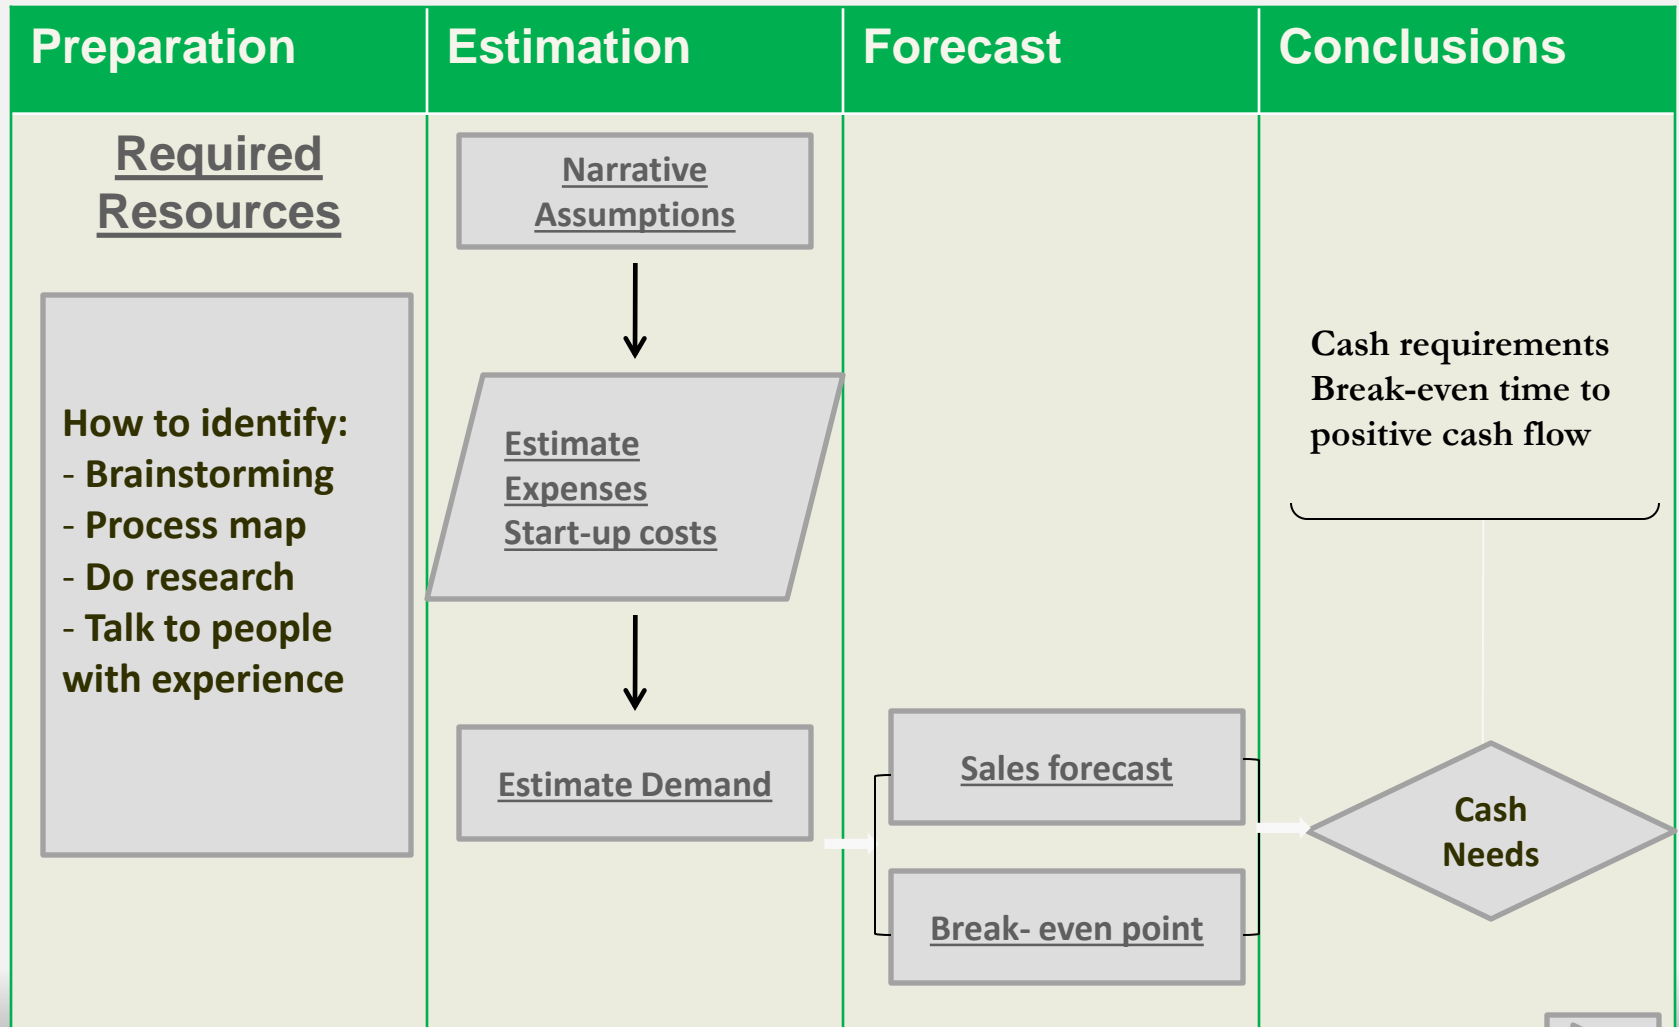 Preparation
Estimation
Forecast
Conclusions
Required
Resources
How to identify:
- Brainstorming
- Process map
- Do research
- Talk to people
with experience
Narrative
Assumptions
Estimate
Expenses
Start-up costs
Estimate Demand
Sales forecast
Break- even point
Cash requirements
Break-even time to
positive cash flow
Cash
Needs